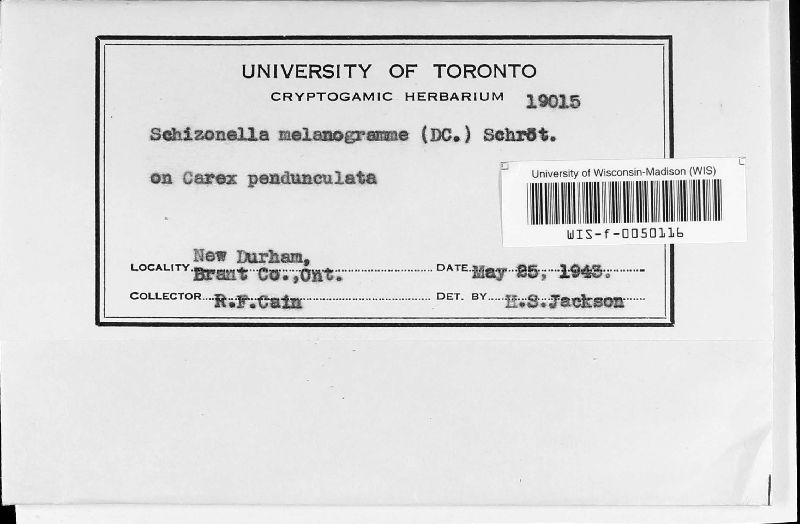 UNIVERSITY OF TORONTO
CRYPTOGAMIC HERBARIUM 19015
Schizonella melanogramme (DC.) Schröt.
on Carex pendunculata
University of Wisconsin-Madison (WIS)
WIS-f-0050116
New Durham,
LOCALITY Brant Co.,Ont. DATE May 25, 1943.
COLLECTOR R.F.Cain DET. BY H.S.Jackson